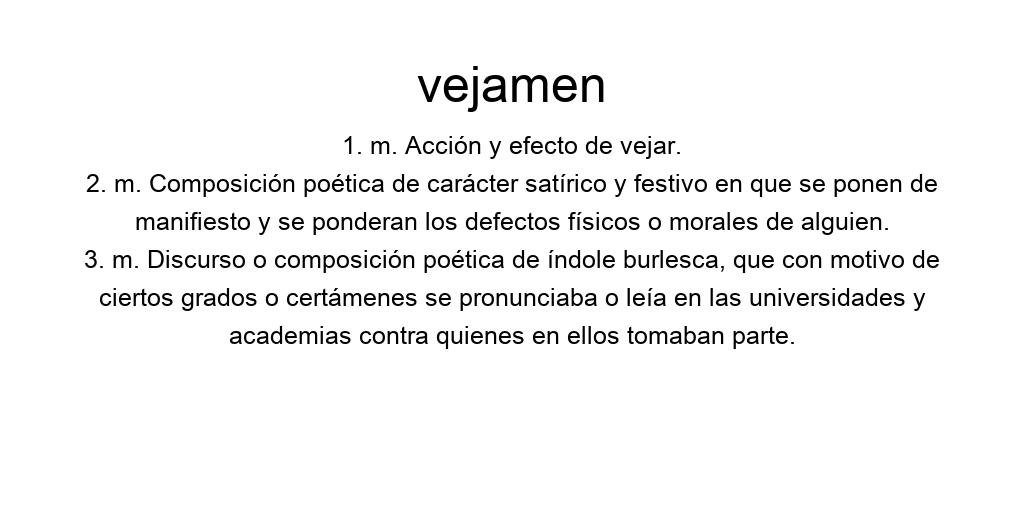 vejamen
1. m. Acción y efecto de vejar.
2. m. Composición poética de carácter satírico y festivo en que se ponen de
manifiesto y se ponderan los defectos físicos o morales de alguien.
3. m. Discurso o composición poética de índole burlesca, que con motivo de
ciertos grados o certámenes se pronunciaba o leía en las universidades y
academias contra quienes en ellos tomaban parte.